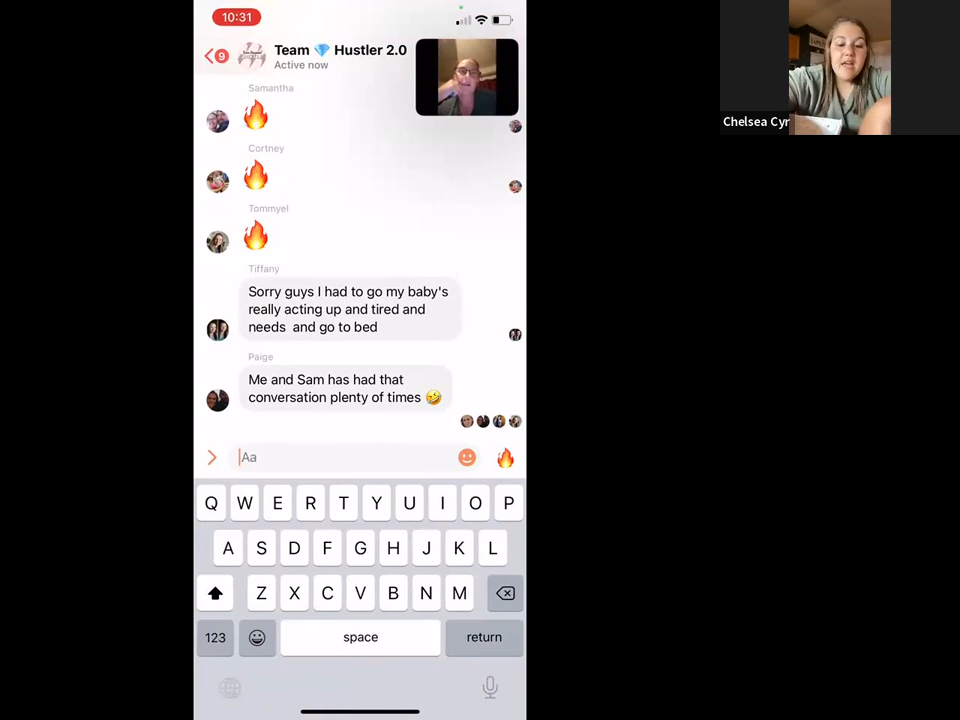 10:31
9
Team 💎 Hustler 2.0
Active now
Samantha
🔥
Cortney
🔥
Tommyel
🔥
Tiffany
Sorry guys I had to go my baby's
really acting up and tired and
needs  and go to bed
Paige
Me and Sam has had that
conversation plenty of times 🤣
Aa
Q W E R T Y U I O P
A S D F G H J K L
Z X C V B N M
123 space return
Chelsea Cyr